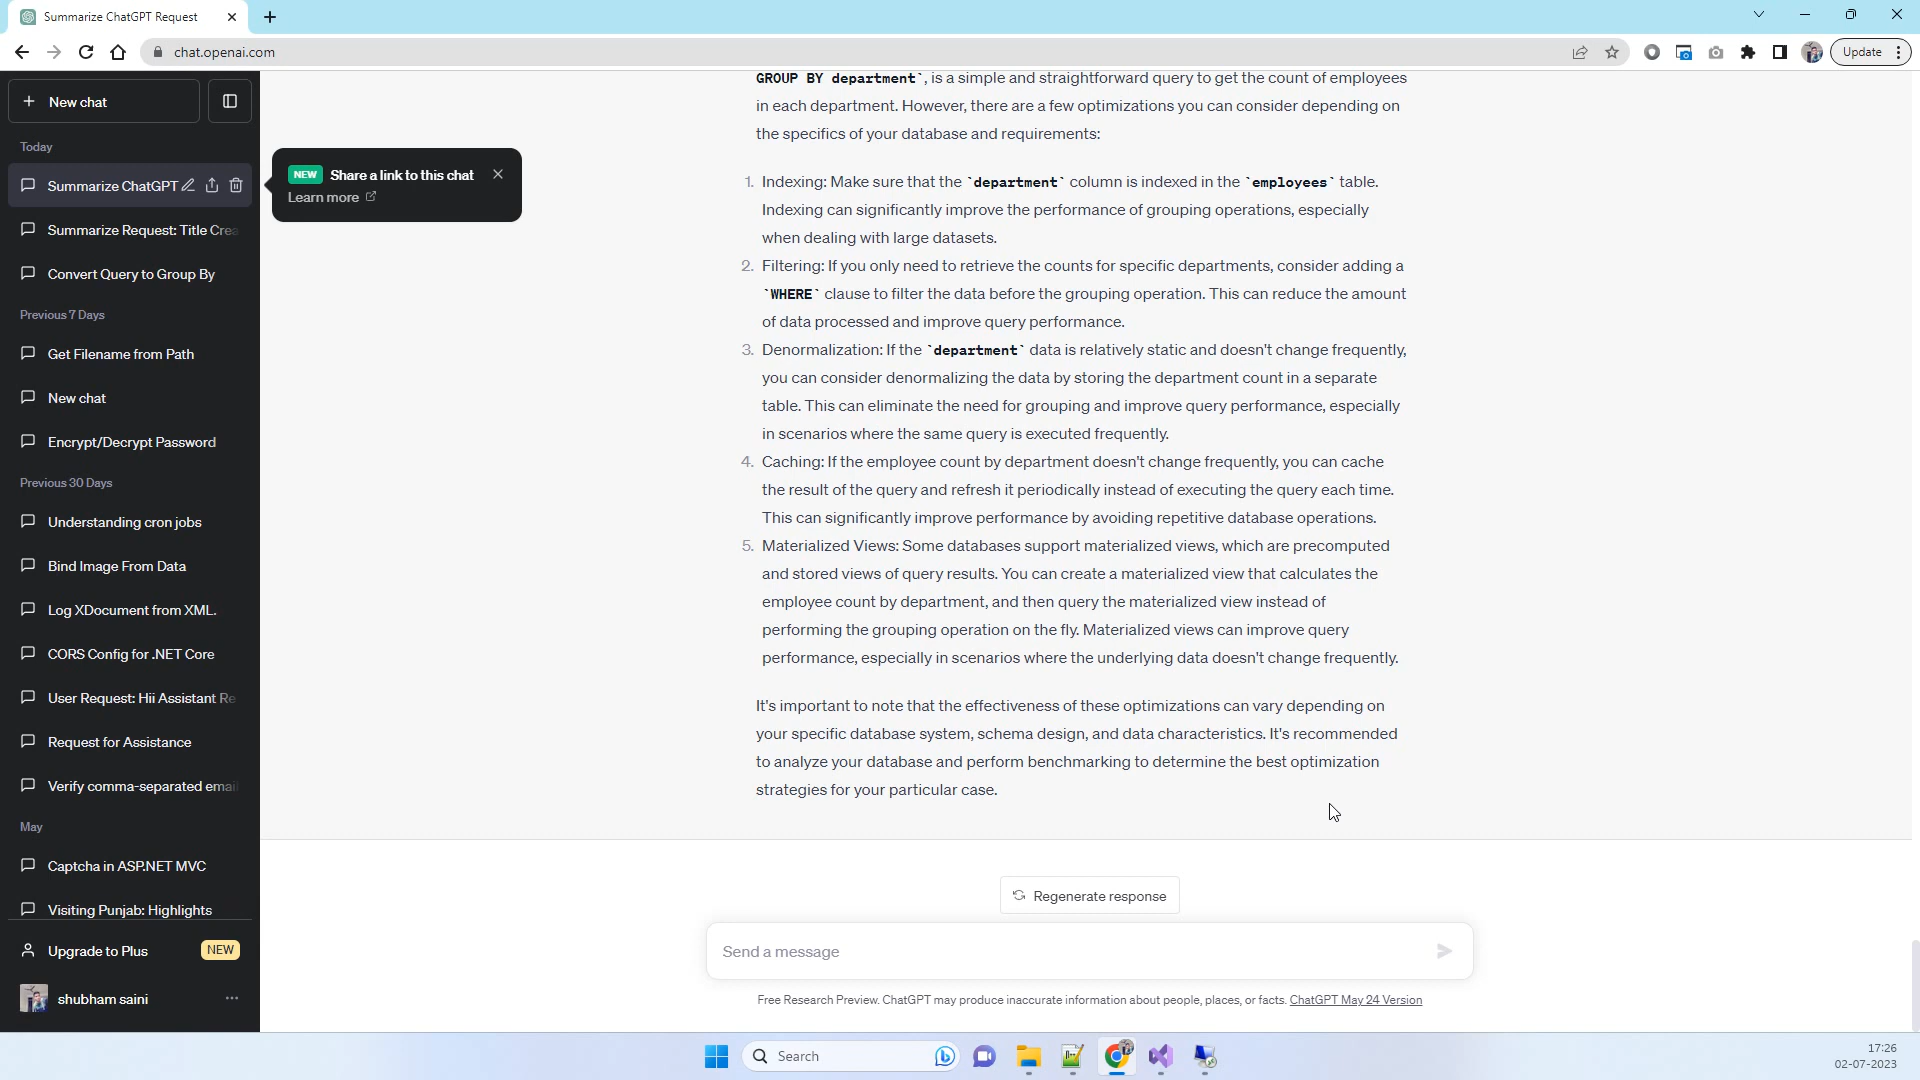 Summarize ChatGPT Request
chat.openai.com
Update
New chat
Today
Summarize ChatGPT
Summarize Request: Title Crea
Convert Query to Group By
Previous 7 Days
Get Filename from Path
New chat
Encrypt/Decrypt Password
Previous 30 Days
Understanding cron jobs
Bind Image From Data
Log XDocument from XML.
CORS Config for .NET Core
User Request: Hii Assistant Re
Request for Assistance
Verify comma-separated email
May
Captcha in ASP.NET MVC
Visiting Punjab: Highlights
Upgrade to Plus NEW
shubham saini
NEW Share a link to this chat
Learn more
GROUP BY department`, is a simple and straightforward query to get the count of employees
in each department. However, there are a few optimizations you can consider depending on
the specifics of your database and requirements:
1. Indexing: Make sure that the `department` column is indexed in the `employees` table.
Indexing can significantly improve the performance of grouping operations, especially
when dealing with large datasets.
2. Filtering: If you only need to retrieve the counts for specific departments, consider adding a
`WHERE` clause to filter the data before the grouping operation. This can reduce the amount
of data processed and improve query performance.
3. Denormalization: If the `department` data is relatively static and doesn't change frequently,
you can consider denormalizing the data by storing the department count in a separate
table. This can eliminate the need for grouping and improve query performance, especially
in scenarios where the same query is executed frequently.
4. Caching: If the employee count by department doesn't change frequently, you can cache
the result of the query and refresh it periodically instead of executing the query each time.
This can significantly improve performance by avoiding repetitive database operations.
5. Materialized Views: Some databases support materialized views, which are precomputed
and stored views of query results. You can create a materialized view that calculates the
employee count by department, and then query the materialized view instead of
performing the grouping operation on the fly. Materialized views can improve query
performance, especially in scenarios where the underlying data doesn't change frequently.
It's important to note that the effectiveness of these optimizations can vary depending on
your specific database system, schema design, and data characteristics. It's recommended
to analyze your database and perform benchmarking to determine the best optimization
strategies for your particular case.
Regenerate response
Send a message
Free Research Preview. ChatGPT may produce inaccurate information about people, places, or facts. ChatGPT May 24 Version
Search
17:26
02-07-2023